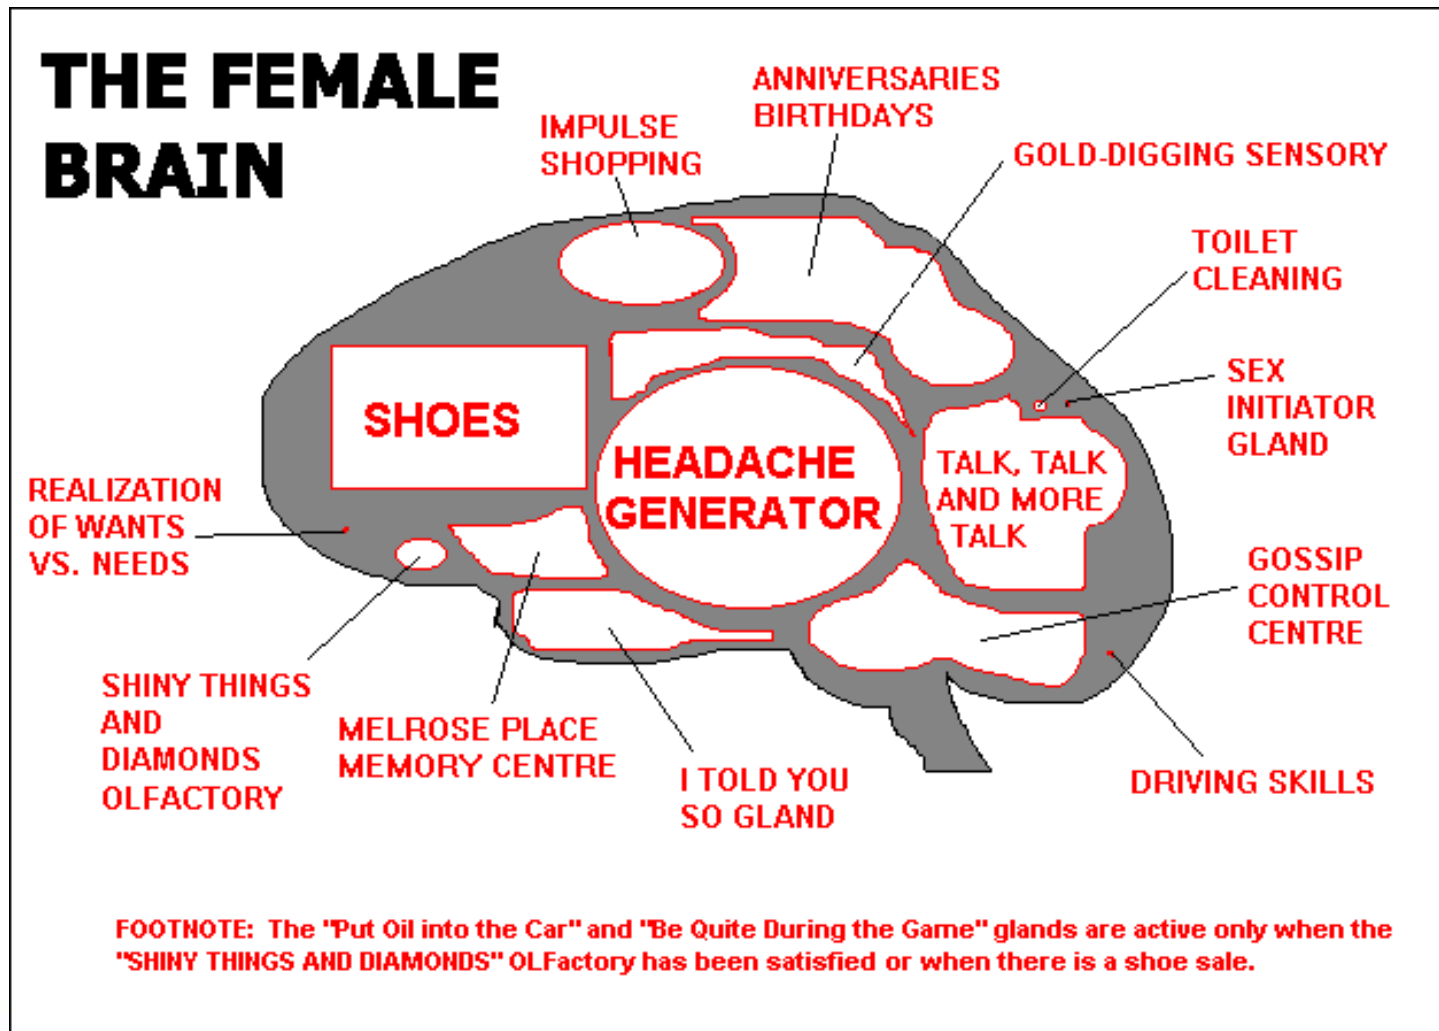 THE FEMALE
BRAIN
IMPULSE
SHOPPING
ANNIVERSARIES
BIRTHDAYS
GOLD-DIGGING SENSORY
TOILET
CLEANING
SEX
INITIATOR
GLAND
SHOES
HEADACHE
GENERATOR
TALK, TALK
AND MORE
TALK
REALIZATION
OF WANTS
VS. NEEDS
GOSSIP
CONTROL
CENTRE
SHINY THINGS
AND
DIAMONDS
OLFACTORY
MELROSE PLACE
MEMORY CENTRE
I TOLD YOU
SO GLAND
DRIVING SKILLS
FOOTNOTE: The "Put Oil into the Car" and "Be Quite During the Game" glands are active only when the
"SHINY THINGS AND DIAMONDS" OLFactory has been satisfied or when there is a shoe sale.